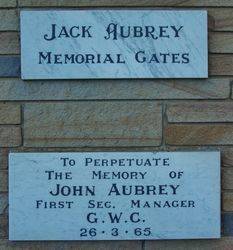 JACK AUBREY
MEMORIAL GATES
TO PERPETUATE
THE MEMORY OF
JOHN AUBREY
FIRST SEC. MANAGER
G.W.C.
26·3·65